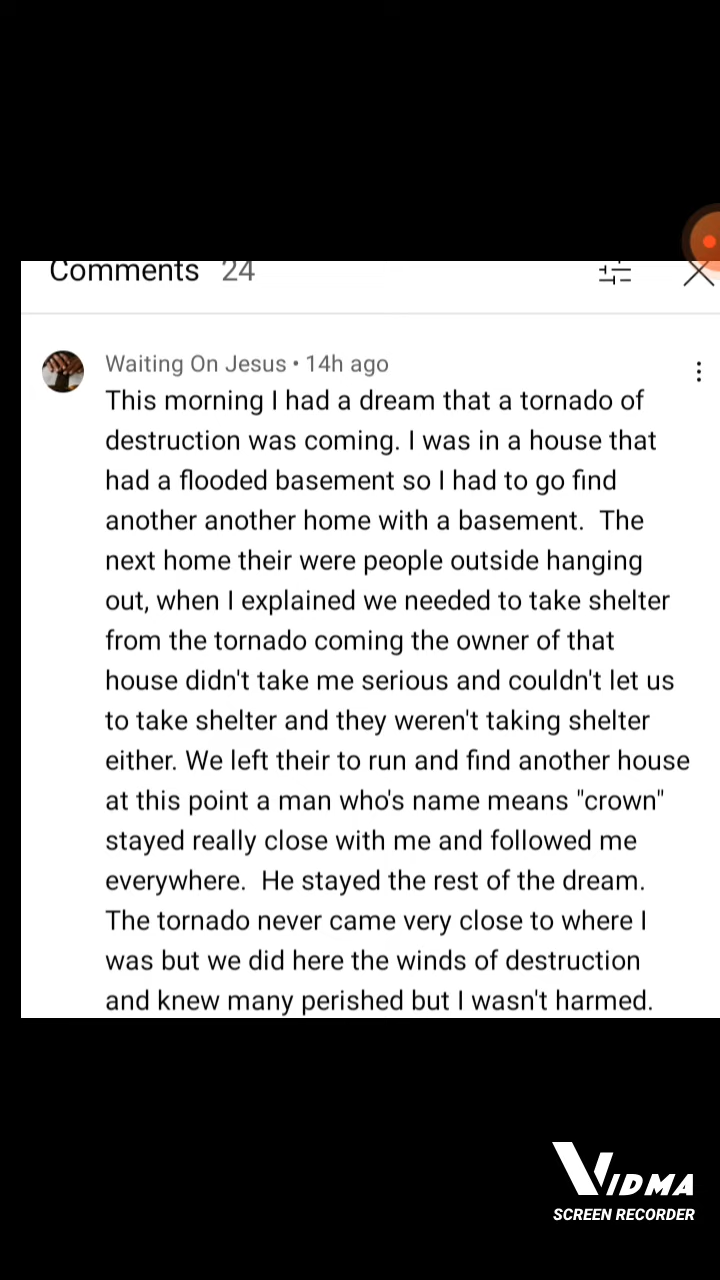 Comments 24
Waiting On Jesus • 14h ago
This morning I had a dream that a tornado of
destruction was coming. I was in a house that
had a flooded basement so I had to go find
another another home with a basement.  The
next home their were people outside hanging
out, when I explained we needed to take shelter
from the tornado coming the owner of that
house didn't take me serious and couldn't let us
to take shelter and they weren't taking shelter
either. We left their to run and find another house
at this point a man who's name means "crown"
stayed really close with me and followed me
everywhere.  He stayed the rest of the dream.
The tornado never came very close to where I
was but we did here the winds of destruction
and knew many perished but I wasn't harmed.
VIDMA
SCREEN RECORDER